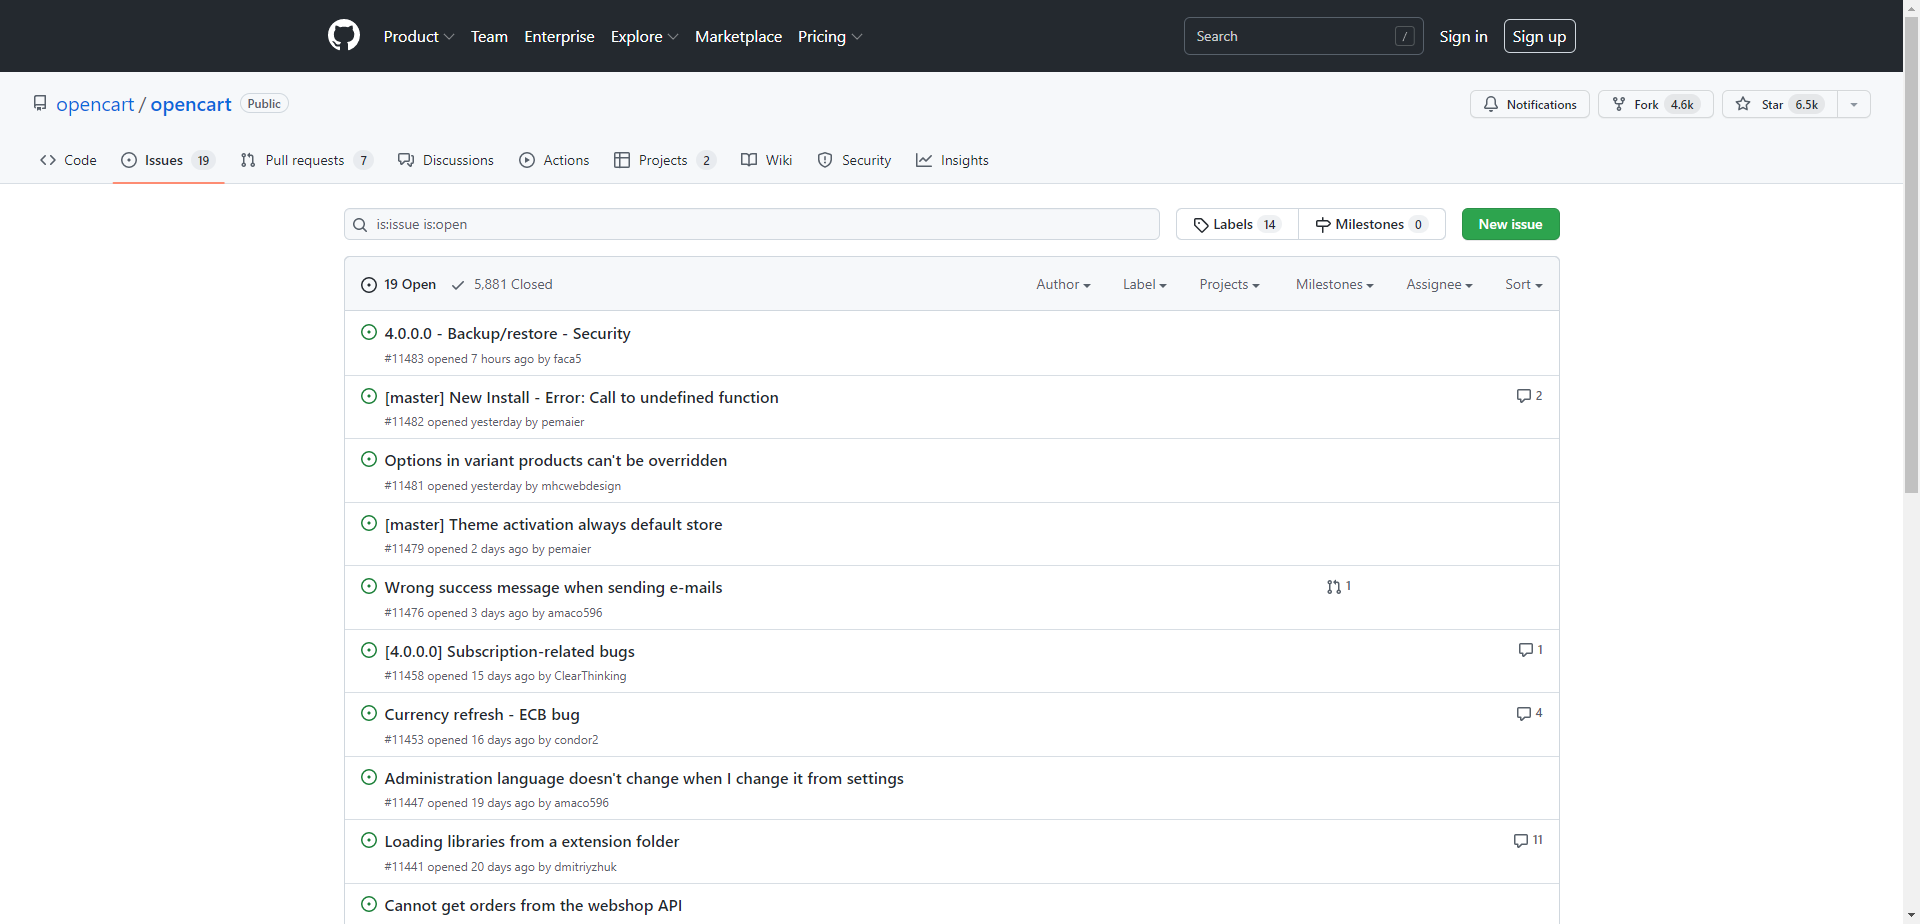 Product Team Enterprise Explore Marketplace Pricing Search / Sign in Sign up
opencart / opencart Public Notifications Fork 4.6k Star 6.5k
Code Issues 19 Pull requests 7 Discussions Actions Projects 2 Wiki Security Insights
is:issue is:open Labels 14 Milestones 0 New issue
19 Open 5,881 Closed Author Label Projects Milestones Assignee Sort
4.0.0.0 - Backup/restore - Security
#11483 opened 7 hours ago by faca5
[master] New Install - Error: Call to undefined function 2
#11482 opened yesterday by pemaier
Options in variant products can't be overridden
#11481 opened yesterday by mhcwebdesign
[master] Theme activation always default store
#11479 opened 2 days ago by pemaier
Wrong success message when sending e-mails 1
#11476 opened 3 days ago by amaco596
[4.0.0.0] Subscription-related bugs 1
#11458 opened 15 days ago by ClearThinking
Currency refresh - ECB bug 4
#11453 opened 16 days ago by condor2
Administration language doesn't change when I change it from settings
#11447 opened 19 days ago by amaco596
Loading libraries from a extension folder 11
#11441 opened 20 days ago by dmitriyzhuk
Cannot get orders from the webshop API